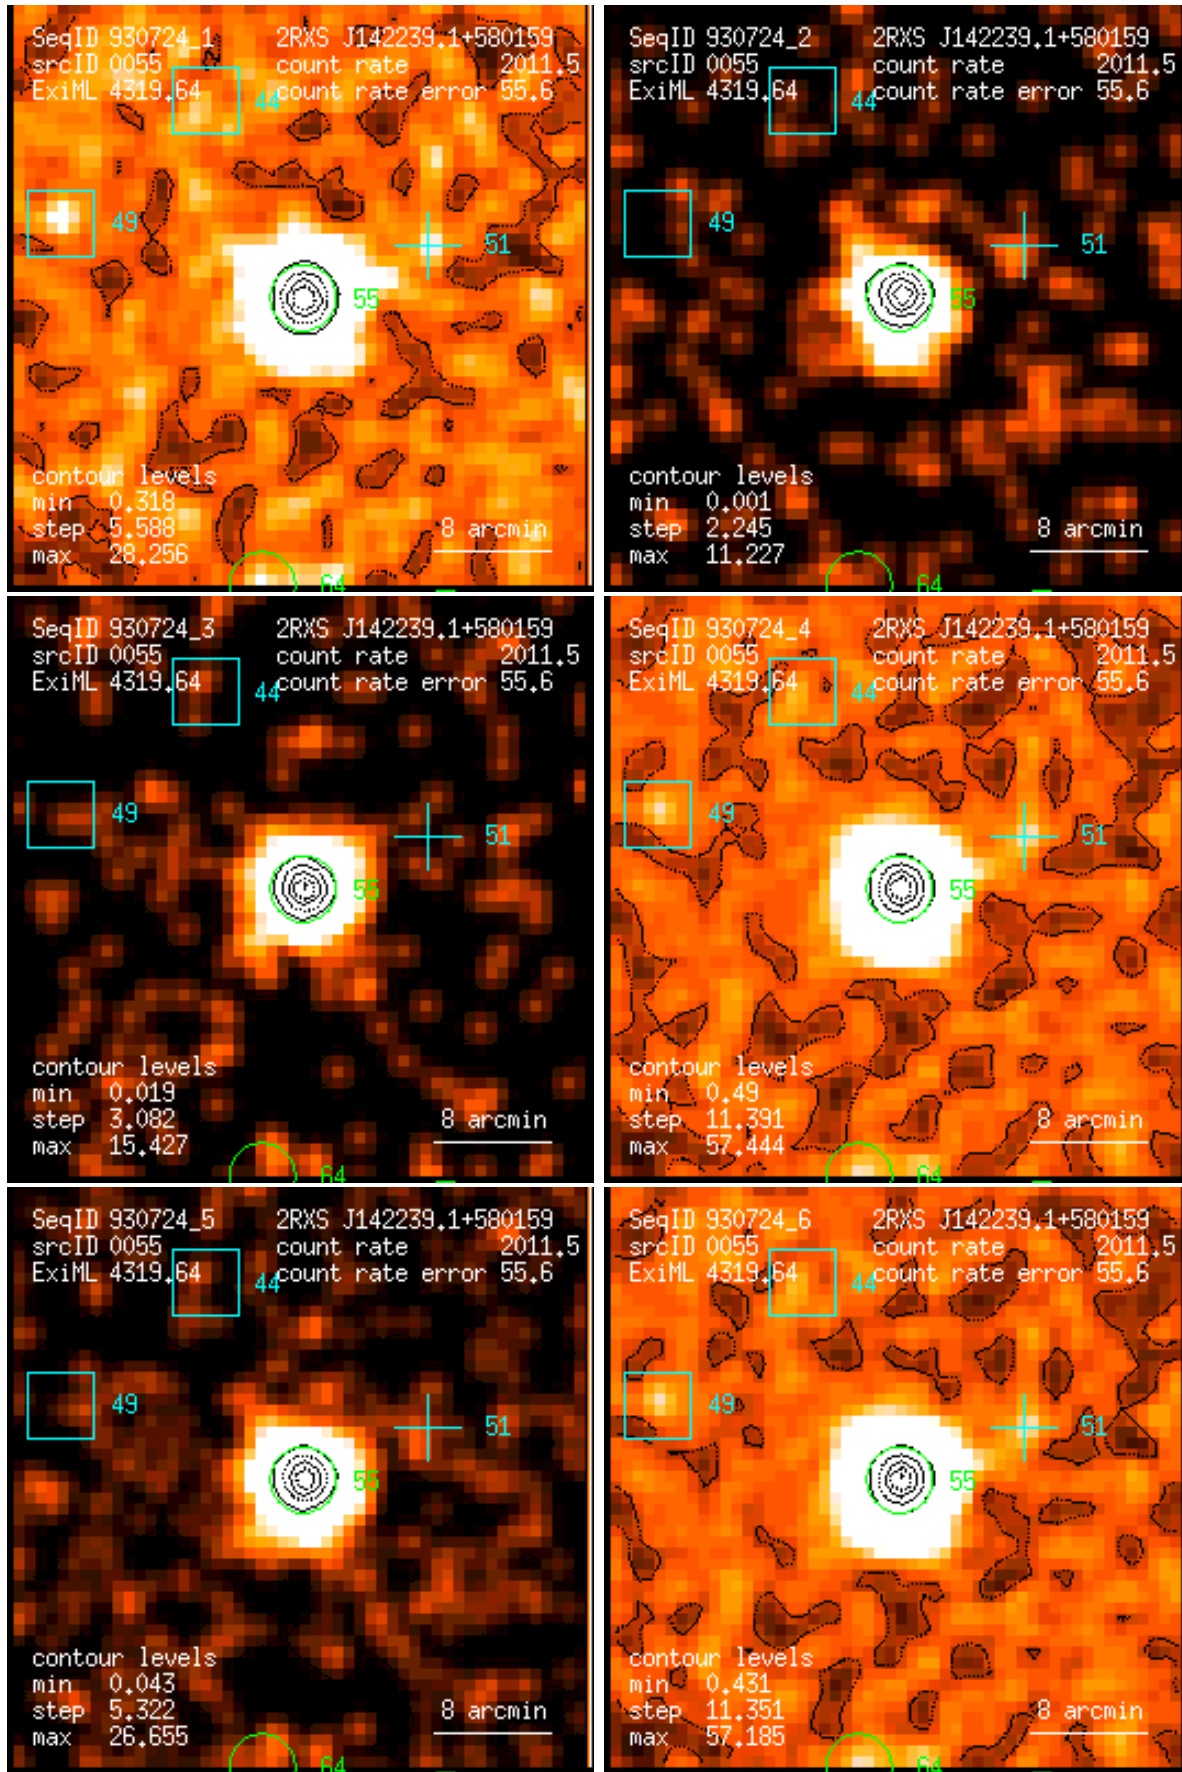 SeqID 930724_1 2RXS J142239.1+580159
srcID 0055 count rate 2011.5
ExiML 4319.64 44 count rate error 55.6
49
51
55
contour levels
min 0.318
step 5.588 8 arcmin
max 28.256
64
SeqID 930724_2 2RXS J142239.1+580159
srcID 0055 count rate 2011.5
ExiML 4319.64 44 count rate error 55.6
49
51
55
contour levels
min 0.001
step 2.245 8 arcmin
max 11.227
64
SeqID 930724_3 2RXS J142239.1+580159
srcID 0055 count rate 2011.5
ExiML 4319.64 44 count rate error 55.6
49
51
55
contour levels
min 0.019
step 3.082 8 arcmin
max 15.427
64
SeqID 930724_4 2RXS J142239.1+580159
srcID 0055 count rate 2011.5
ExiML 4319.64 44 count rate error 55.6
49
51
55
contour levels
min 0.49
step 11.391 8 arcmin
max 57.444
64
SeqID 930724_5 2RXS J142239.1+580159
srcID 0055 count rate 2011.5
ExiML 4319.64 44 count rate error 55.6
49
51
55
contour levels
min 0.043
step 5.322 8 arcmin
max 26.655
64
SeqID 930724_6 2RXS J142239.1+580159
srcID 0055 count rate 2011.5
ExiML 4319.64 44 count rate error 55.6
49
51
55
contour levels
min 0.431
step 11.351 8 arcmin
max 57.185
64